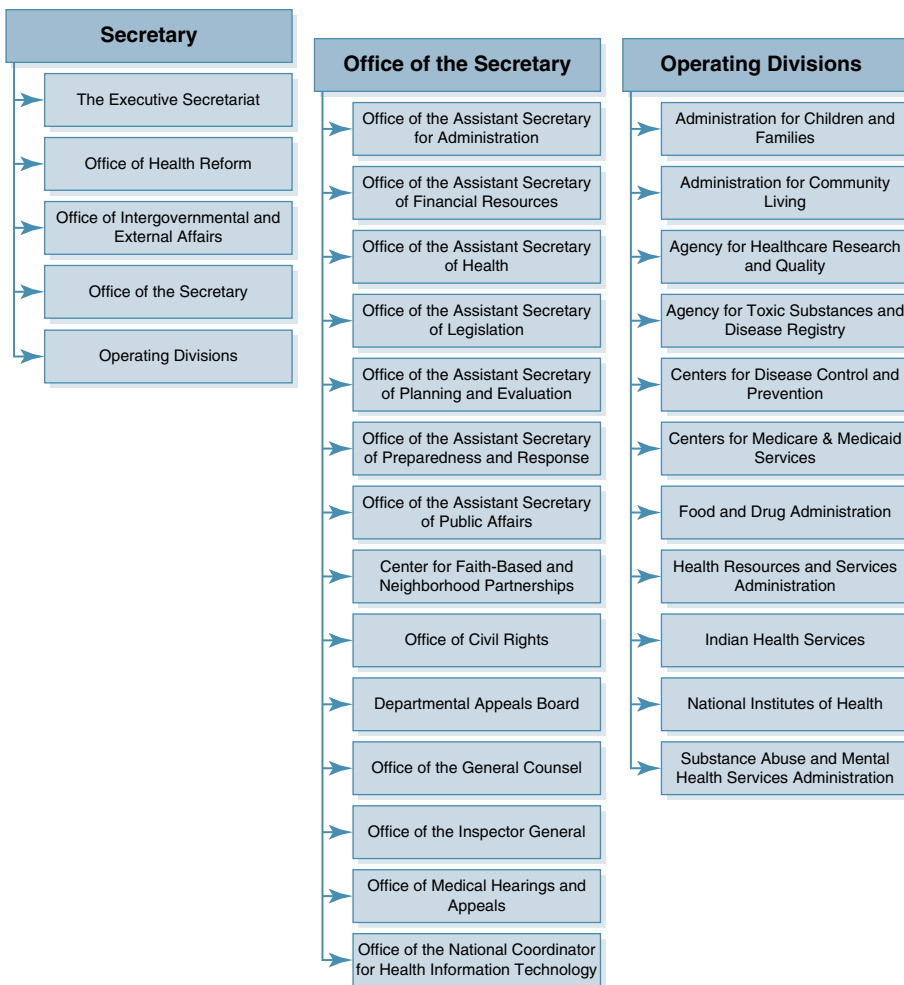 Secretary
The Executive Secretariat
Office of Health Reform
Office of Intergovernmental and
External Affairs
Office of the Secretary
Operating Divisions
Office of the Secretary
Office of the Assistant Secretary
for Administration
Office of the Assistant Secretary
of Financial Resources
Office of the Assistant Secretary
of Health
Office of the Assistant Secretary
of Legislation
Office of the Assistant Secretary
of Planning and Evaluation
Office of the Assistant Secretary
of Preparedness and Response
Office of the Assistant Secretary
of Public Affairs
Center for Faith-Based and
Neighborhood Partnerships
Office of Civil Rights
Departmental Appeals Board
Office of the General Counsel
Office of the Inspector General
Office of Medical Hearings and
Appeals
Office of the National Coordinator
for Health Information Technology
Operating Divisions
Administration for Children and
Families
Administration for Community
Living
Agency for Healthcare Research
and Quality
Agency for Toxic Substances and
Disease Registry
Centers for Disease Control and
Prevention
Centers for Medicare & Medicaid
Services
Food and Drug Administration
Health Resources and Services
Administration
Indian Health Services
National Institutes of Health
Substance Abuse and Mental
Health Services Administration